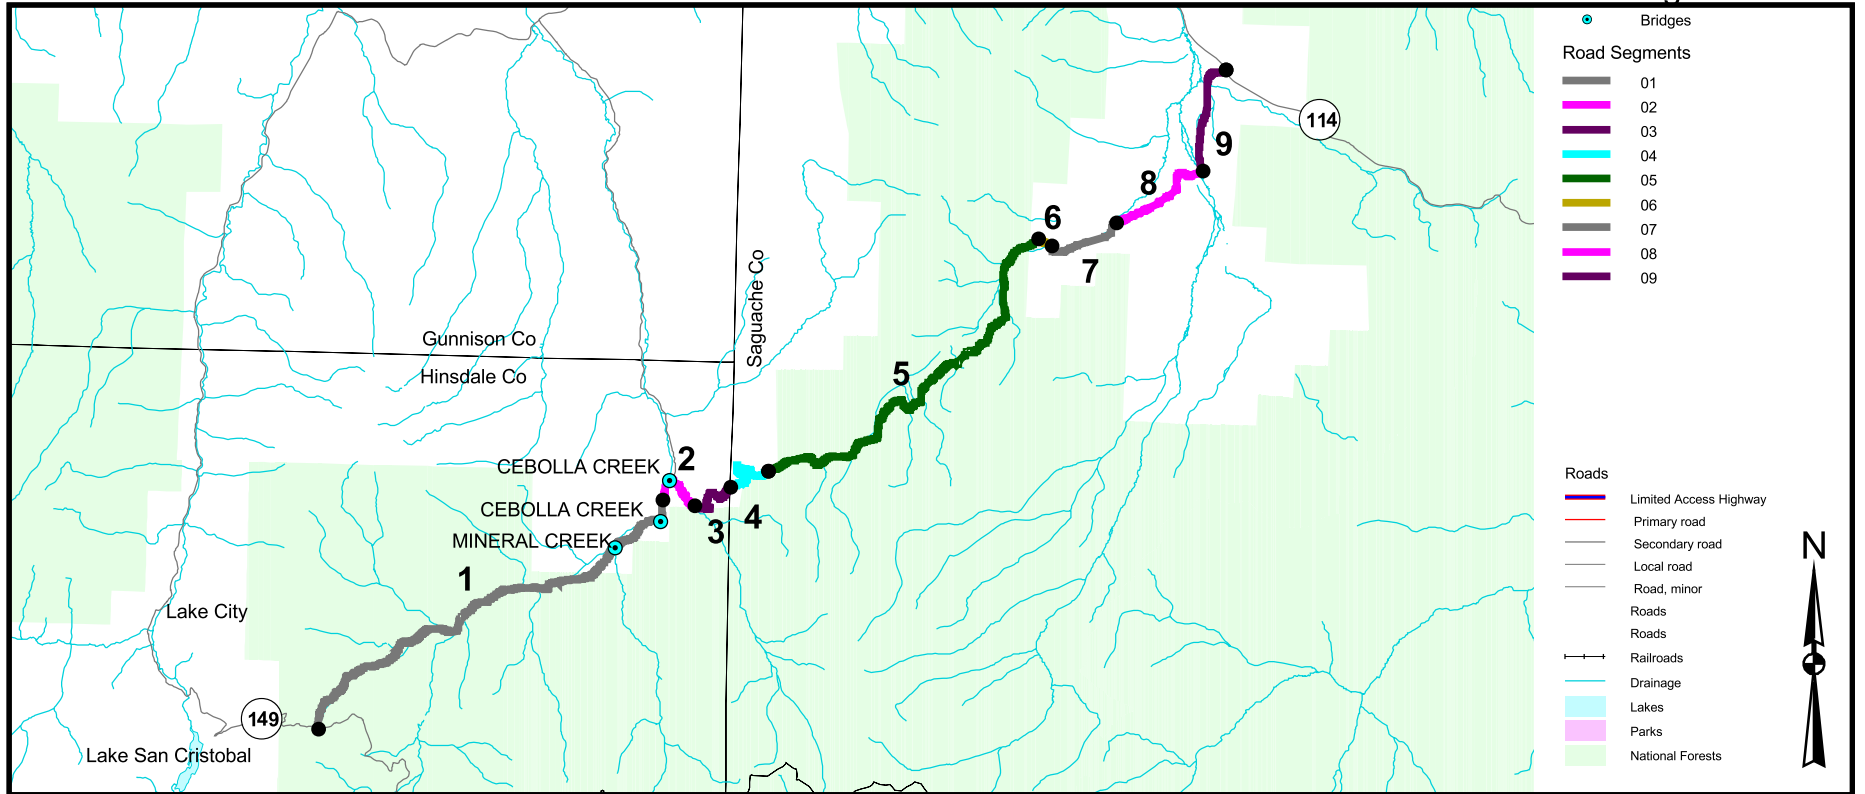 Bridges
Road Segments
01
02
03
04
05
06
07
08
09
114
9
8
6
7
Saguache Co
Gunnison Co
Hinsdale Co
5
CEBOLLA CREEK
2
CEBOLLA CREEK
3
4
MINERAL CREEK
1
Lake City
149
Lake San Cristobal
Roads
Limited Access Highway
Primary road
Secondary road
Local road
Road, minor
Roads
Roads
Railroads
Drainage
Lakes
Parks
National Forests
N